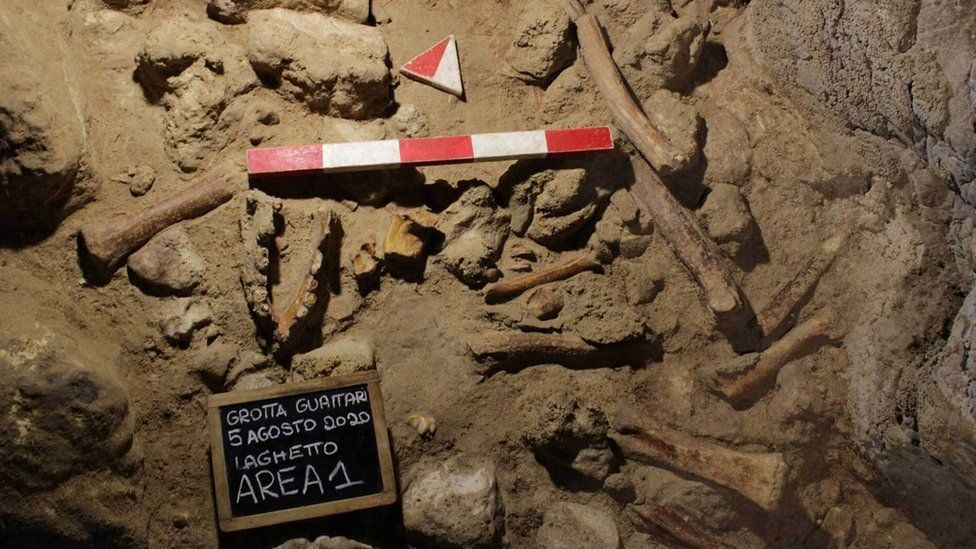 GROTTA GUATTARI
5 AGOSTO 2020
LAGHETTO
AREA 1